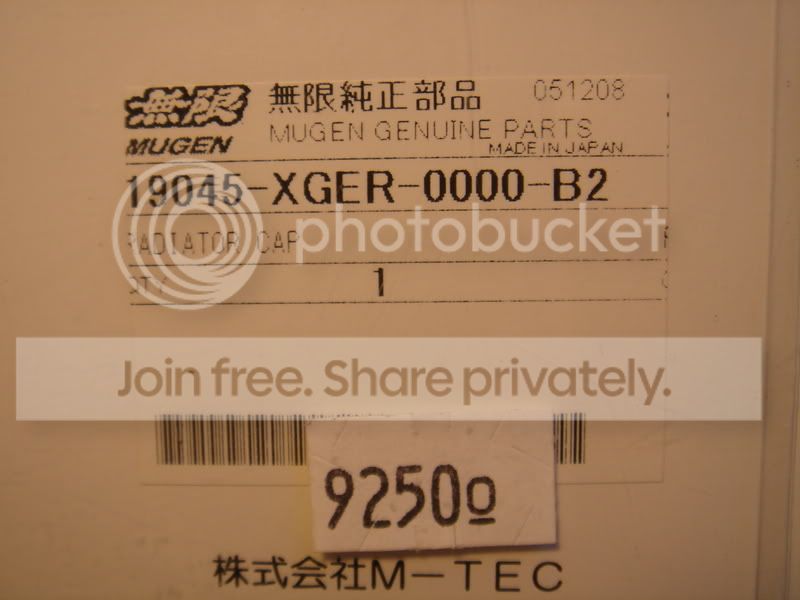 無限 無限純正部品 051208
MUGEN MUGEN GENUINE PARTS
MADE IN JAPAN
19045-XGER-0000-B2
RADIATOR CAP
photobucket
QTY 1
Join free. Share privately.
92500
株式会社M-TEC